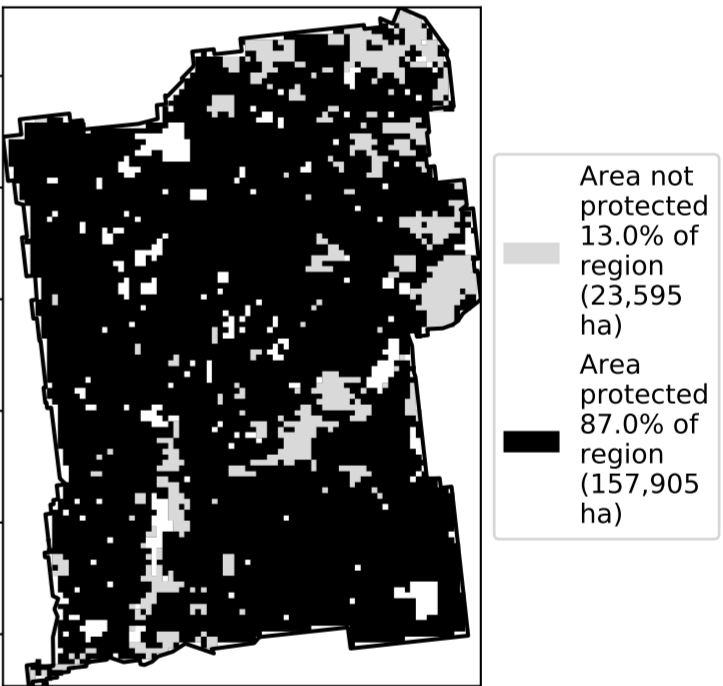 Area not
protected
13.0% of
region
(23,595
ha)
Area
protected
87.0% of
region
(157,905
ha)